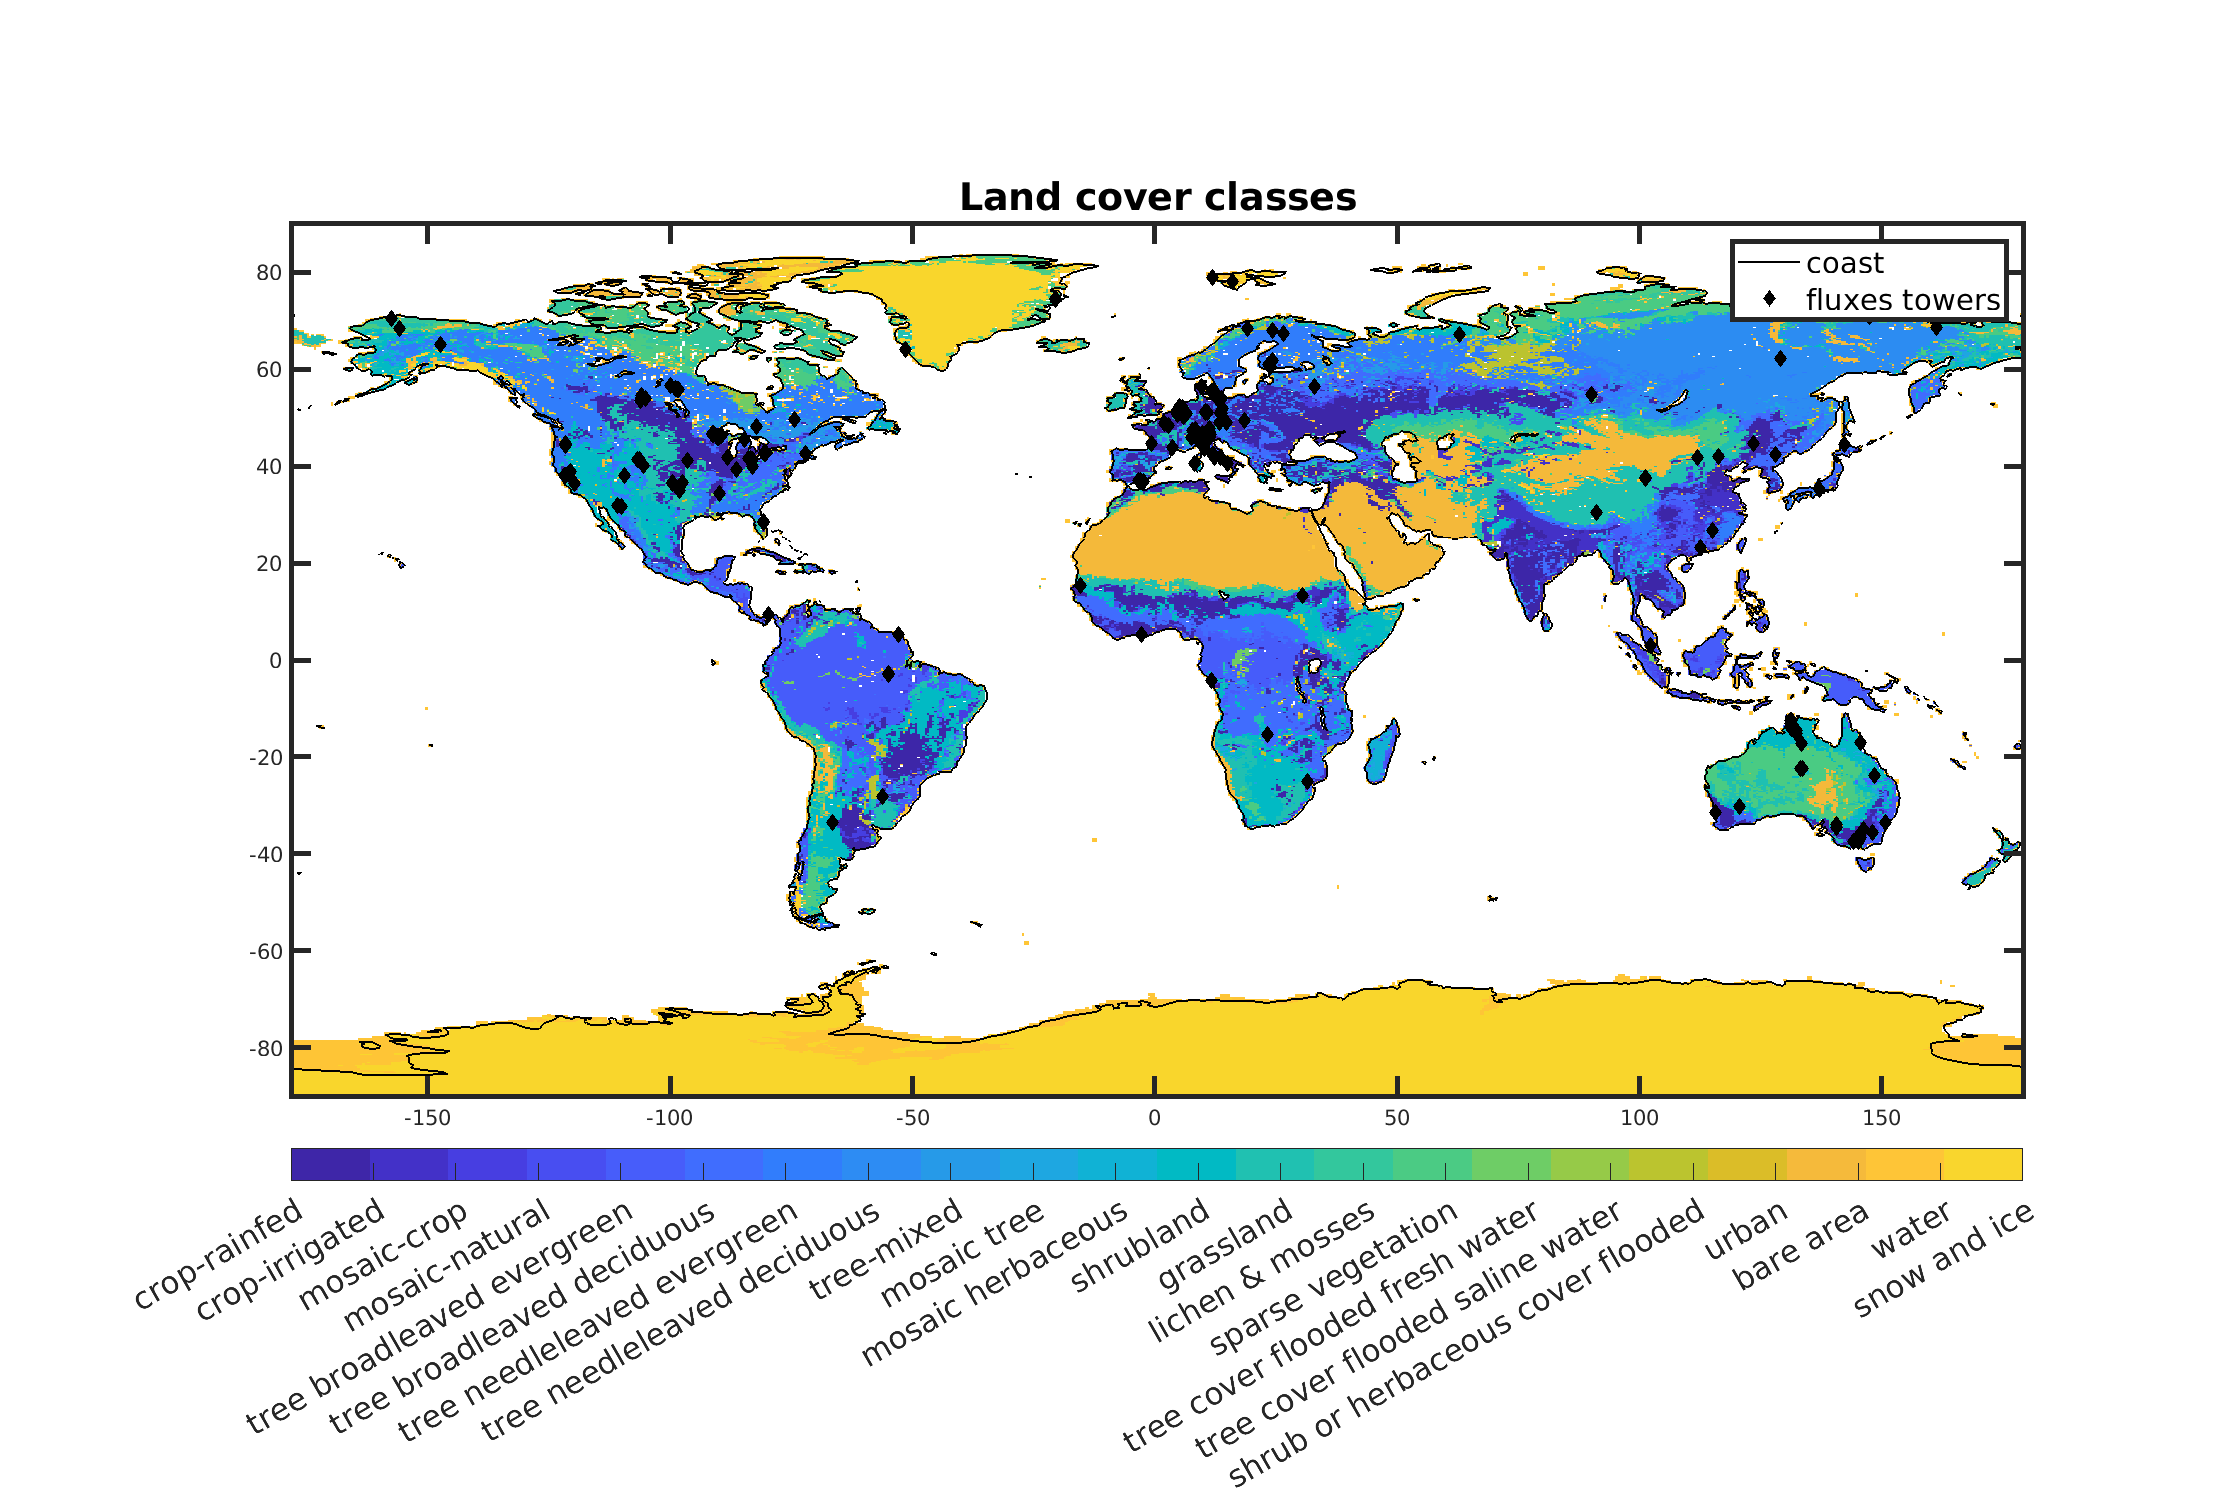 Land cover classes
coast
fluxes towers
80
60
40
20
0
-20
-40
-60
-80
-150
-100
-50
0
50
100
150
crop-rainfed
crop-irrigated
mosaic-crop
mosaic-natural
tree broadleaved evergreen
tree broadleaved deciduous
tree needleleaved evergreen
tree needleleaved deciduous
tree-mixed
mosaic tree
mosaic herbaceous
shrubland
grassland
lichen & mosses
sparse vegetation
tree cover flooded fresh water
tree cover flooded saline water
shrub or herbaceous cover flooded
urban
bare area
water
snow and ice